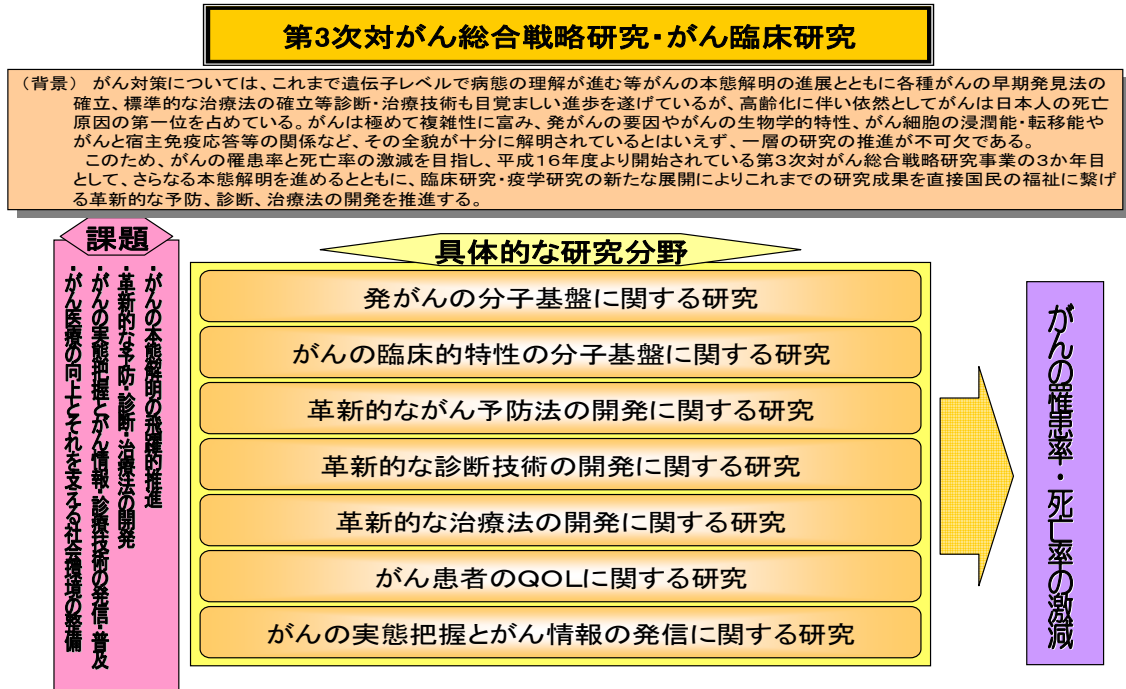 第3次対がん総合戦略研究・がん臨床研究
（背景）　がん対策については、これまで遺伝子レベルで病態の理解が進む等がんの本態解明の進展とともに各種がんの早期発見法の
確立、標準的な治療法の確立等診断・治療技術も目覚ましい進歩を遂げているが、高齢化に伴い依然としてがんは日本人の死亡
原因の第一位を占めている。がんは極めて複雑性に富み、発がんの要因やがんの生物学的特性、がん細胞の浸潤能・転移能や
がんと宿主免疫応答等の関係など、その全貌が十分に解明されているとはいえず、一層の研究の推進が不可欠である。
このため、がんの罹患率と死亡率の激減を目指し、平成１６年度より開始されている第3次対がん総合戦略研究事業の3か年目
として、さらなる本態解明を進めるとともに、臨床研究・疫学研究の新たな展開によりこれまでの研究成果を直接国民の福祉に繋げ
る革新的な予防、診断、治療法の開発を推進する。
課題
・がんの本態解明の飛躍的推進
・革新的な予防・診断・治療法の開発
・がんの実態把握とがん情報・診療技術の発信・普及
・がん医療の向上とそれを支える社会環境の整備
具体的な研究分野
発がんの分子基盤に関する研究
がんの臨床的特性の分子基盤に関する研究
革新的ながん予防法の開発に関する研究
革新的な診断技術の開発に関する研究
革新的な治療法の開発に関する研究
がん患者のＱＯＬに関する研究
がんの実態把握とがん情報の発信に関する研究
がんの罹患率・死亡率の激減